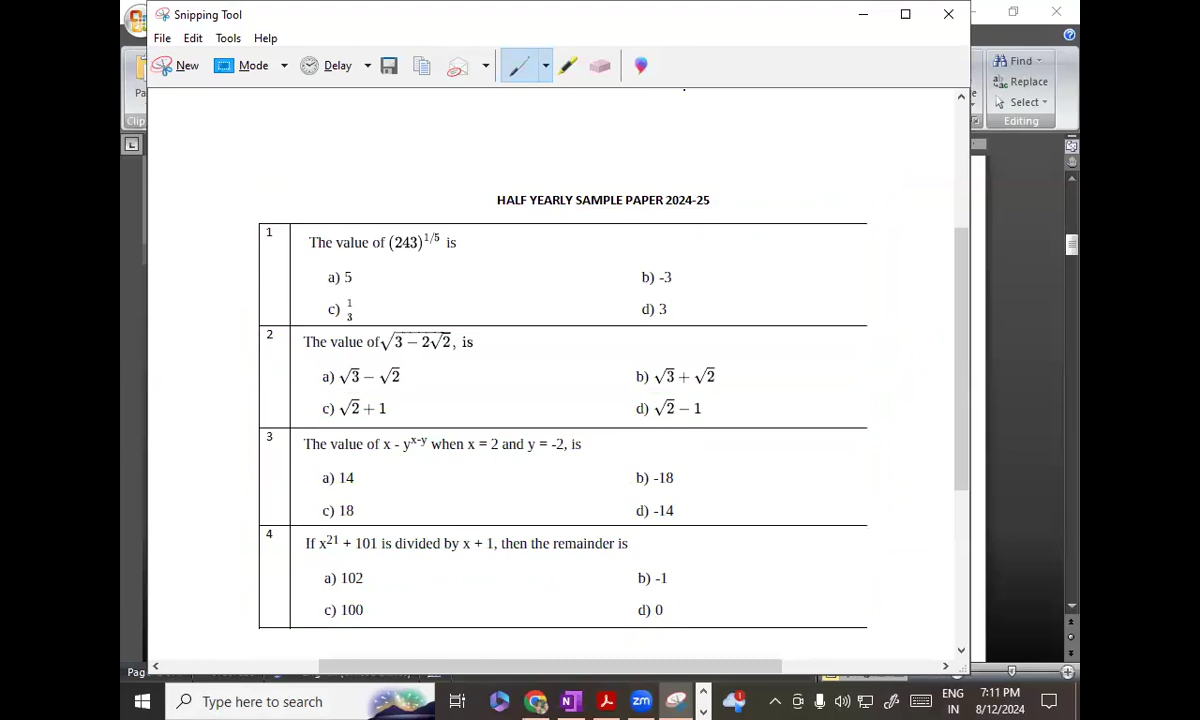 Snipping Tool
File Edit Tools Help
New Mode Delay
Find
Replace
Select
Editing
Clip
HALF YEARLY SAMPLE PAPER 2024-25
1 The value of (243)^1/5 is
a) 5 b) -3
c) 1/3 d) 3
2 The value of √(3 − 2√2), is
a) √3 − √2 b) √3 + √2
c) √2 + 1 d) √2 − 1
3 The value of x - y^x-y when x = 2 and y = -2, is
a) 14 b) -18
c) 18 d) -14
4 If x^21 + 101 is divided by x + 1, then the remainder is
a) 102 b) -1
c) 100 d) 0
Type here to search
zm
ENG
IN
7:11 PM
8/12/2024